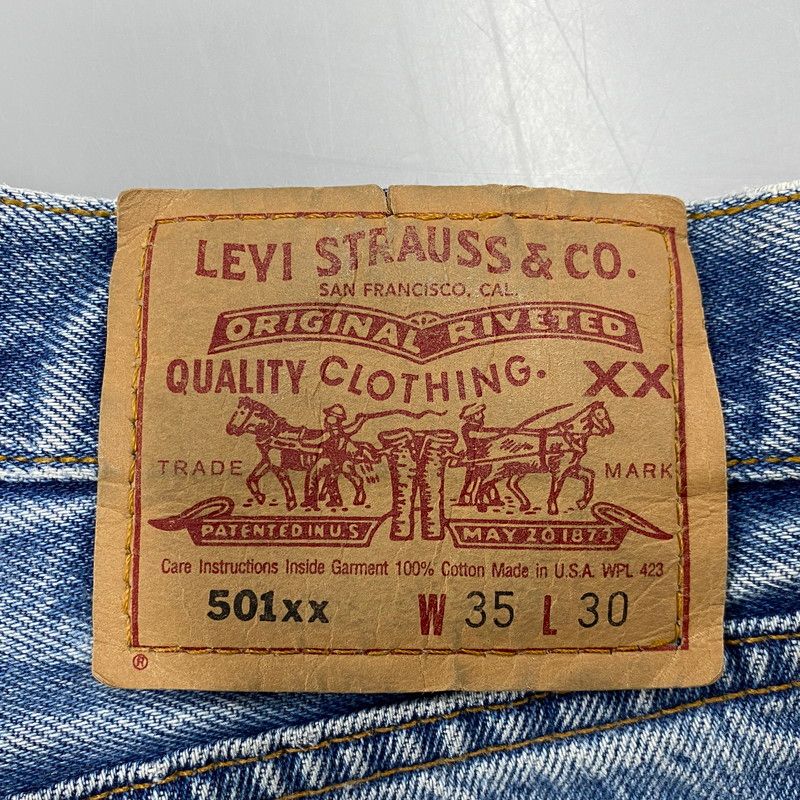 LEVI STRAUSS & CO.
SAN FRANCISCO, CAL.
ORIGINAL RIVETED
QUALITY CLOTHING. XX
TRADE MARK
PATENTED IN U.S. MAY 20 1873
Care Instructions Inside Garment 100% Cotton Made in U.S.A. WPL 423
501xx W 35 L 30
®